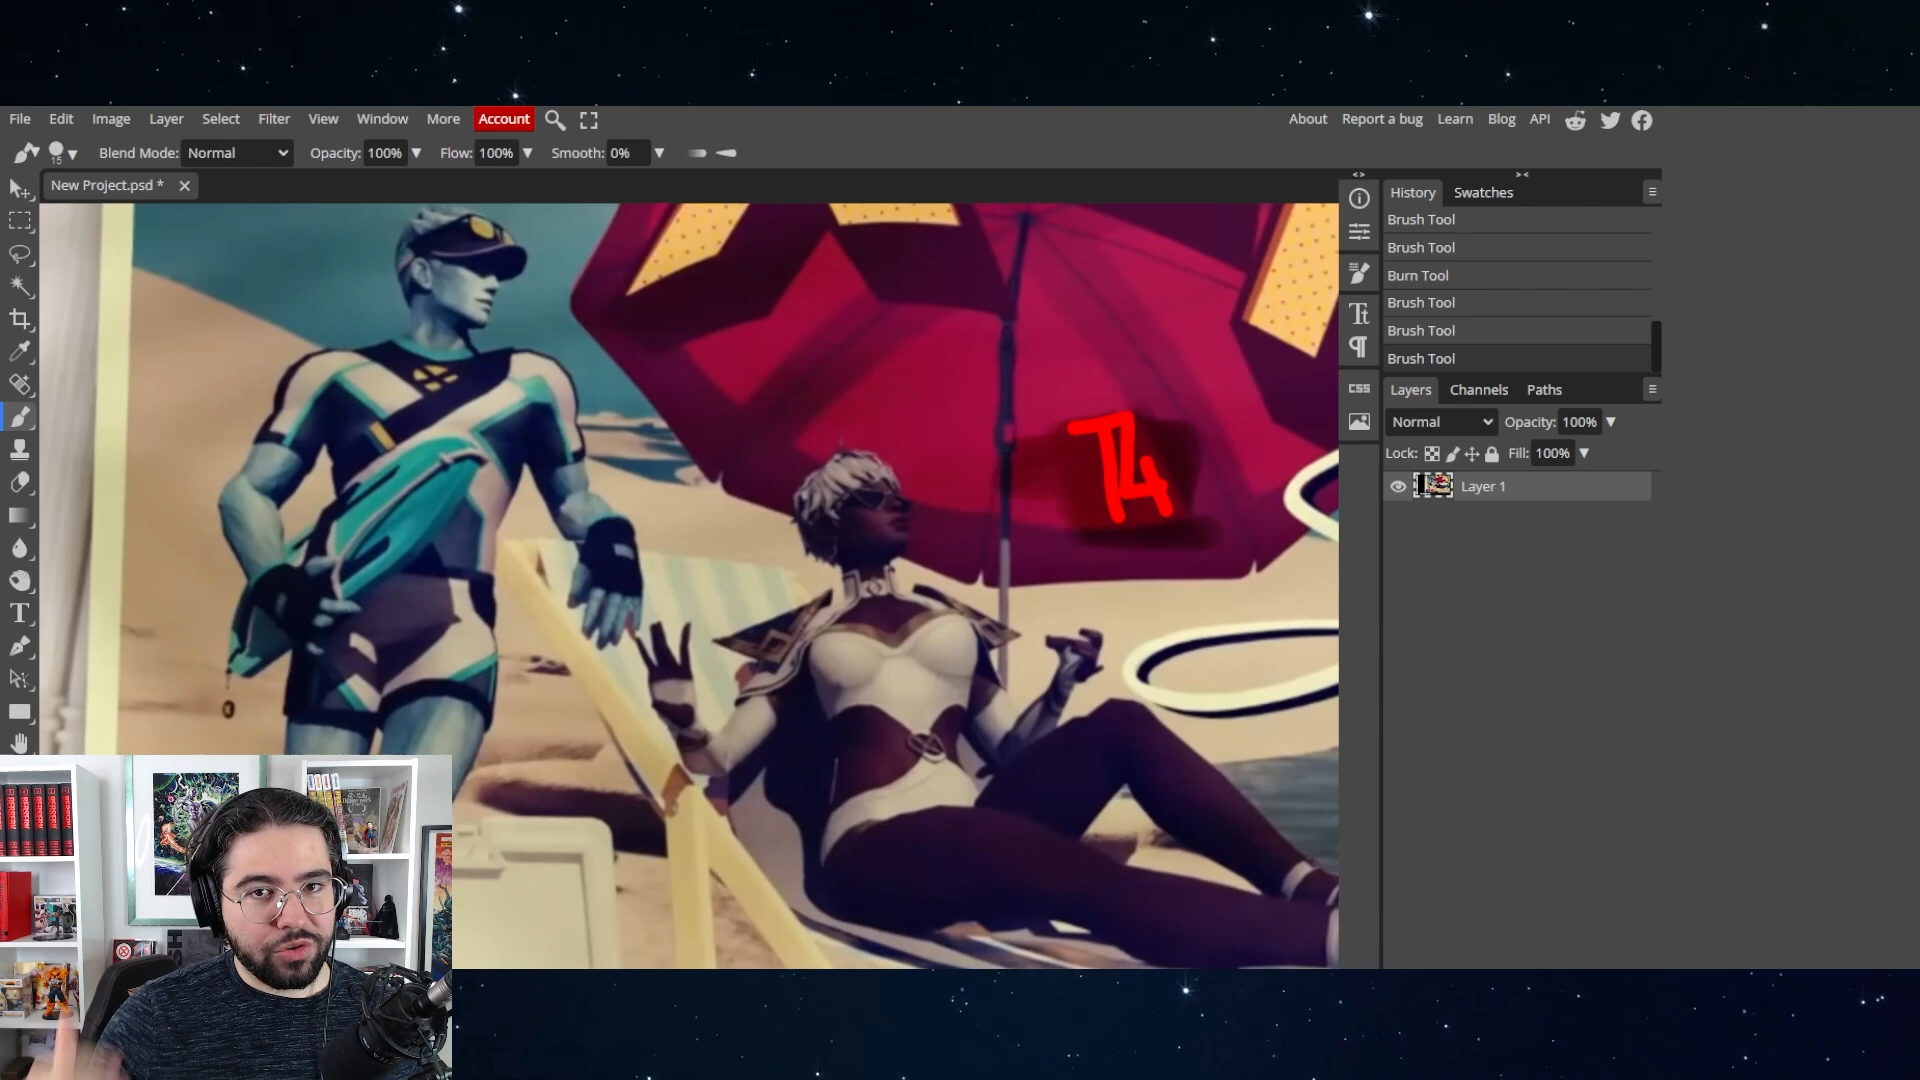 File Edit Image Layer Select Filter View Window More Account
About Report a bug Learn Blog API
15 Blend Mode: Normal Opacity: 100% Flow: 100% Smooth: 0%
New Project.psd *
History Swatches
Brush Tool
Brush Tool
Burn Tool
Brush Tool
Brush Tool
Brush Tool
CSS
Layers Channels Paths
Normal Opacity: 100%
Lock: Fill: 100%
Layer 1